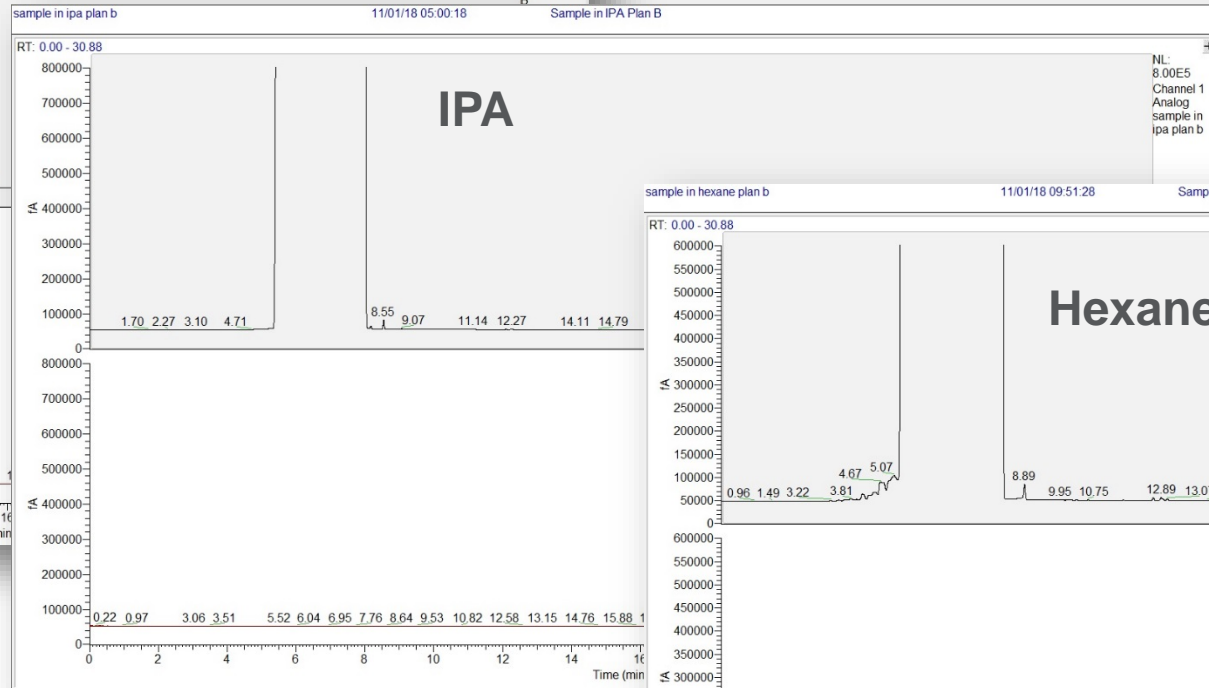 sample in ipa plan b 11/01/18 05:00:18 Sample in IPA Plan B
RT: 0.00 - 30.88
NL:
8.00E5
Channel 1
Analog
sample in
ipa plan b
IPA
800000
700000
600000
500000
400000
300000
200000
100000
0
fA
1.70 2.27 3.10 4.71 8.55 9.07 11.14 12.27 14.11 14.79
800000
700000
600000
500000
400000
300000
200000
100000
0
fA
0.22 0.97 3.06 3.51 5.52 6.04 6.95 7.76 8.64 9.53 10.82 12.58 13.15 14.76 15.88
0 2 4 6 8 10 12 14 16
Time (min
sample in hexane plan b 11/01/18 09:51:28 Samp
RT: 0.00 - 30.88
Hexane
600000
550000
500000
450000
400000
350000
300000
250000
200000
150000
100000
50000
0
fA
0.96 1.49 3.22 3.81 4.67 5.07 8.89 9.95 10.75 12.89 13.07
600000
550000
500000
450000
400000
350000
300000
fA